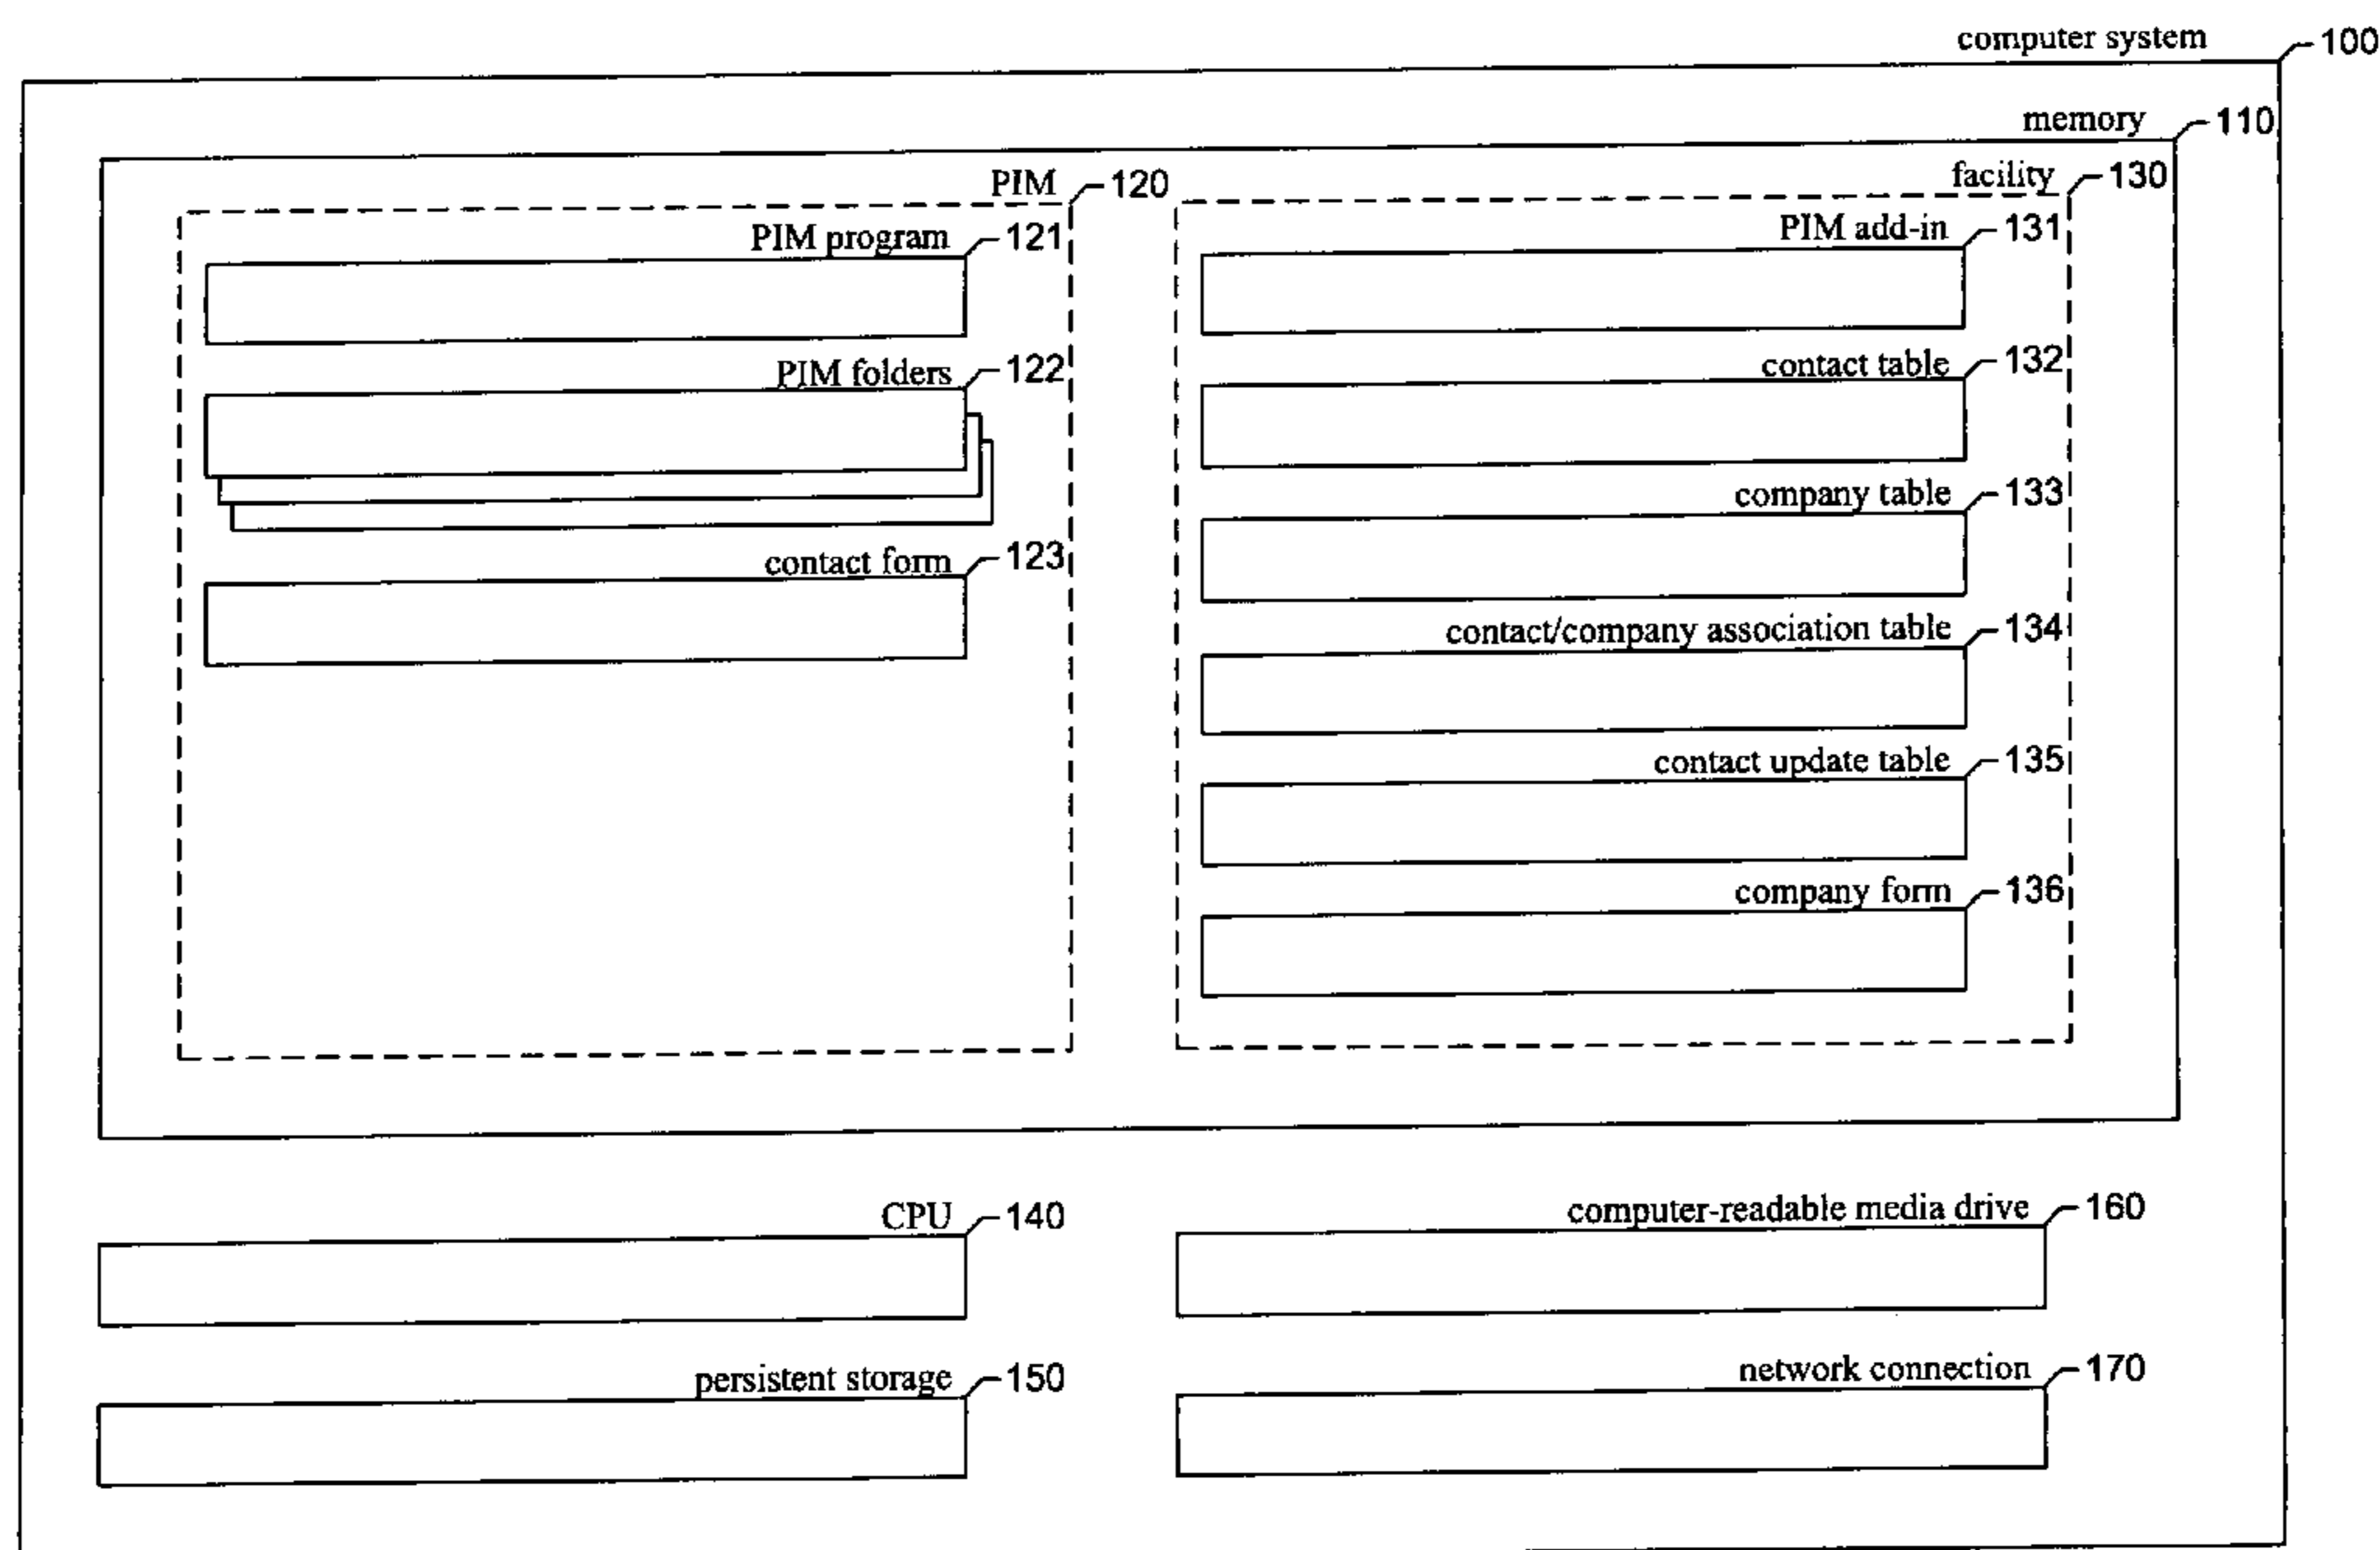 computer system 100
memory 110
PIM 120
PIM program 121
PIM folders 122
contact form 123
facility 130
PIM add-in 131
contact table 132
company table 133
contact/company association table 134
contact update table 135
company form 136
CPU 140
persistent storage 150
computer-readable media drive 160
network connection 170